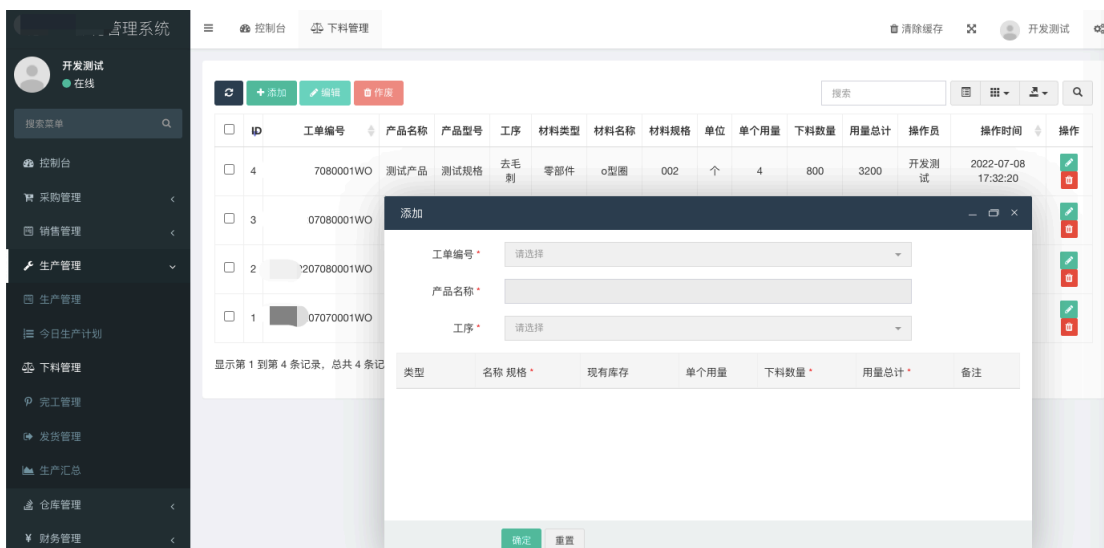 管理系统
控制台
下料管理
清除缓存
开发测试
开发测试
在线
搜索菜单
控制台
采购管理
销售管理
生产管理
生产管理
今日生产计划
下料管理
完工管理
发货管理
生产汇总
仓库管理
¥ 财务管理
添加 编辑 作废
搜索
ID 工单编号 产品名称 产品型号 工序 材料类型 材料名称 材料规格 单位 单个用量 下料数量 用量总计 操作员 操作时间 操作
4 7080001WO 测试产品 测试规格 去毛刺 零部件 o型圈 002 个 4 800 3200 开发测试 2022-07-08 17:32:20
3 07080001WO
2 207080001WO
1 07070001WO
显示第 1 到第 4 条记录，总共 4 条记
添加
工单编号 * 请选择
产品名称 *
工序 * 请选择
类型 名称 规格 * 现有库存 单个用量 下料数量 * 用量总计 * 备注
确定 重置